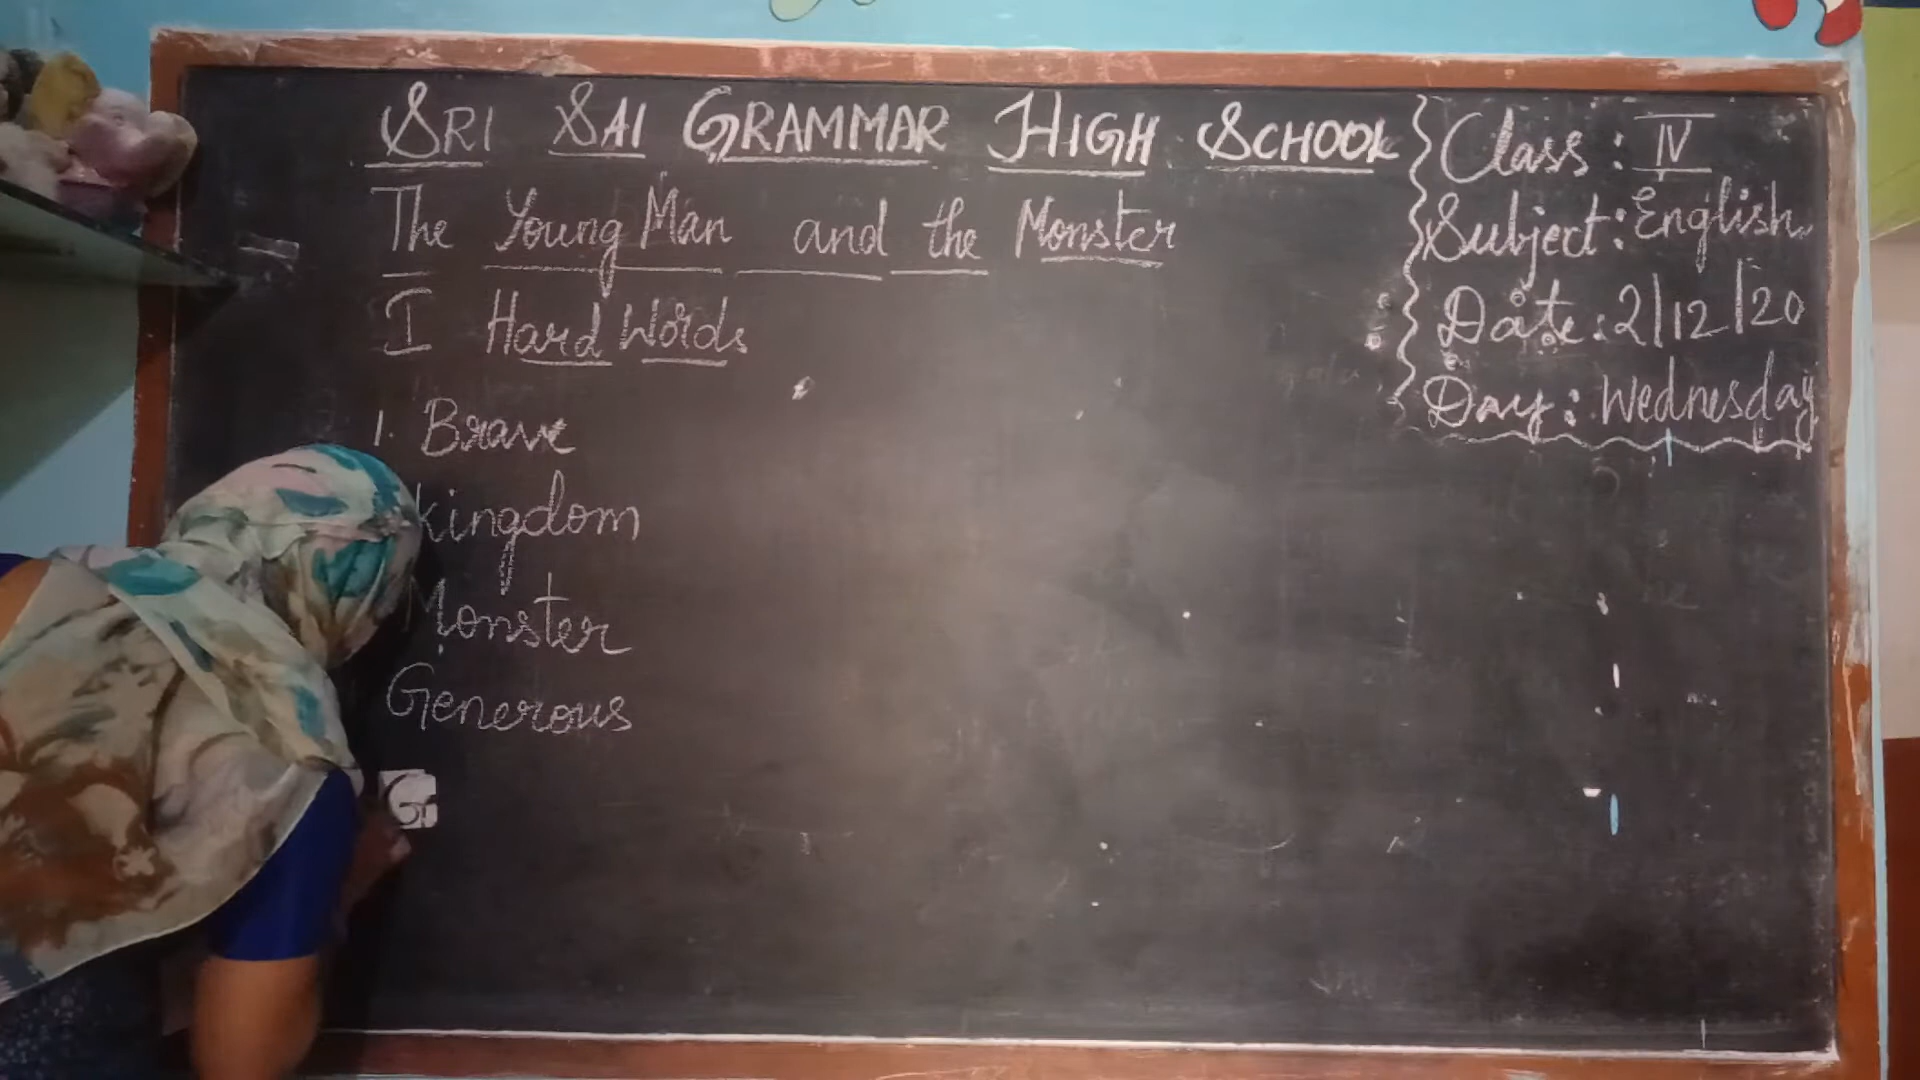 SRI SAI GRAMMAR HIGH SCHOOL
The Young Man and the Monster
I Hard Words
1. Brave
Kingdom
Monster
Generous
G
Class : IV
Subject : English
Date : 2/12/20
Day : Wednesday